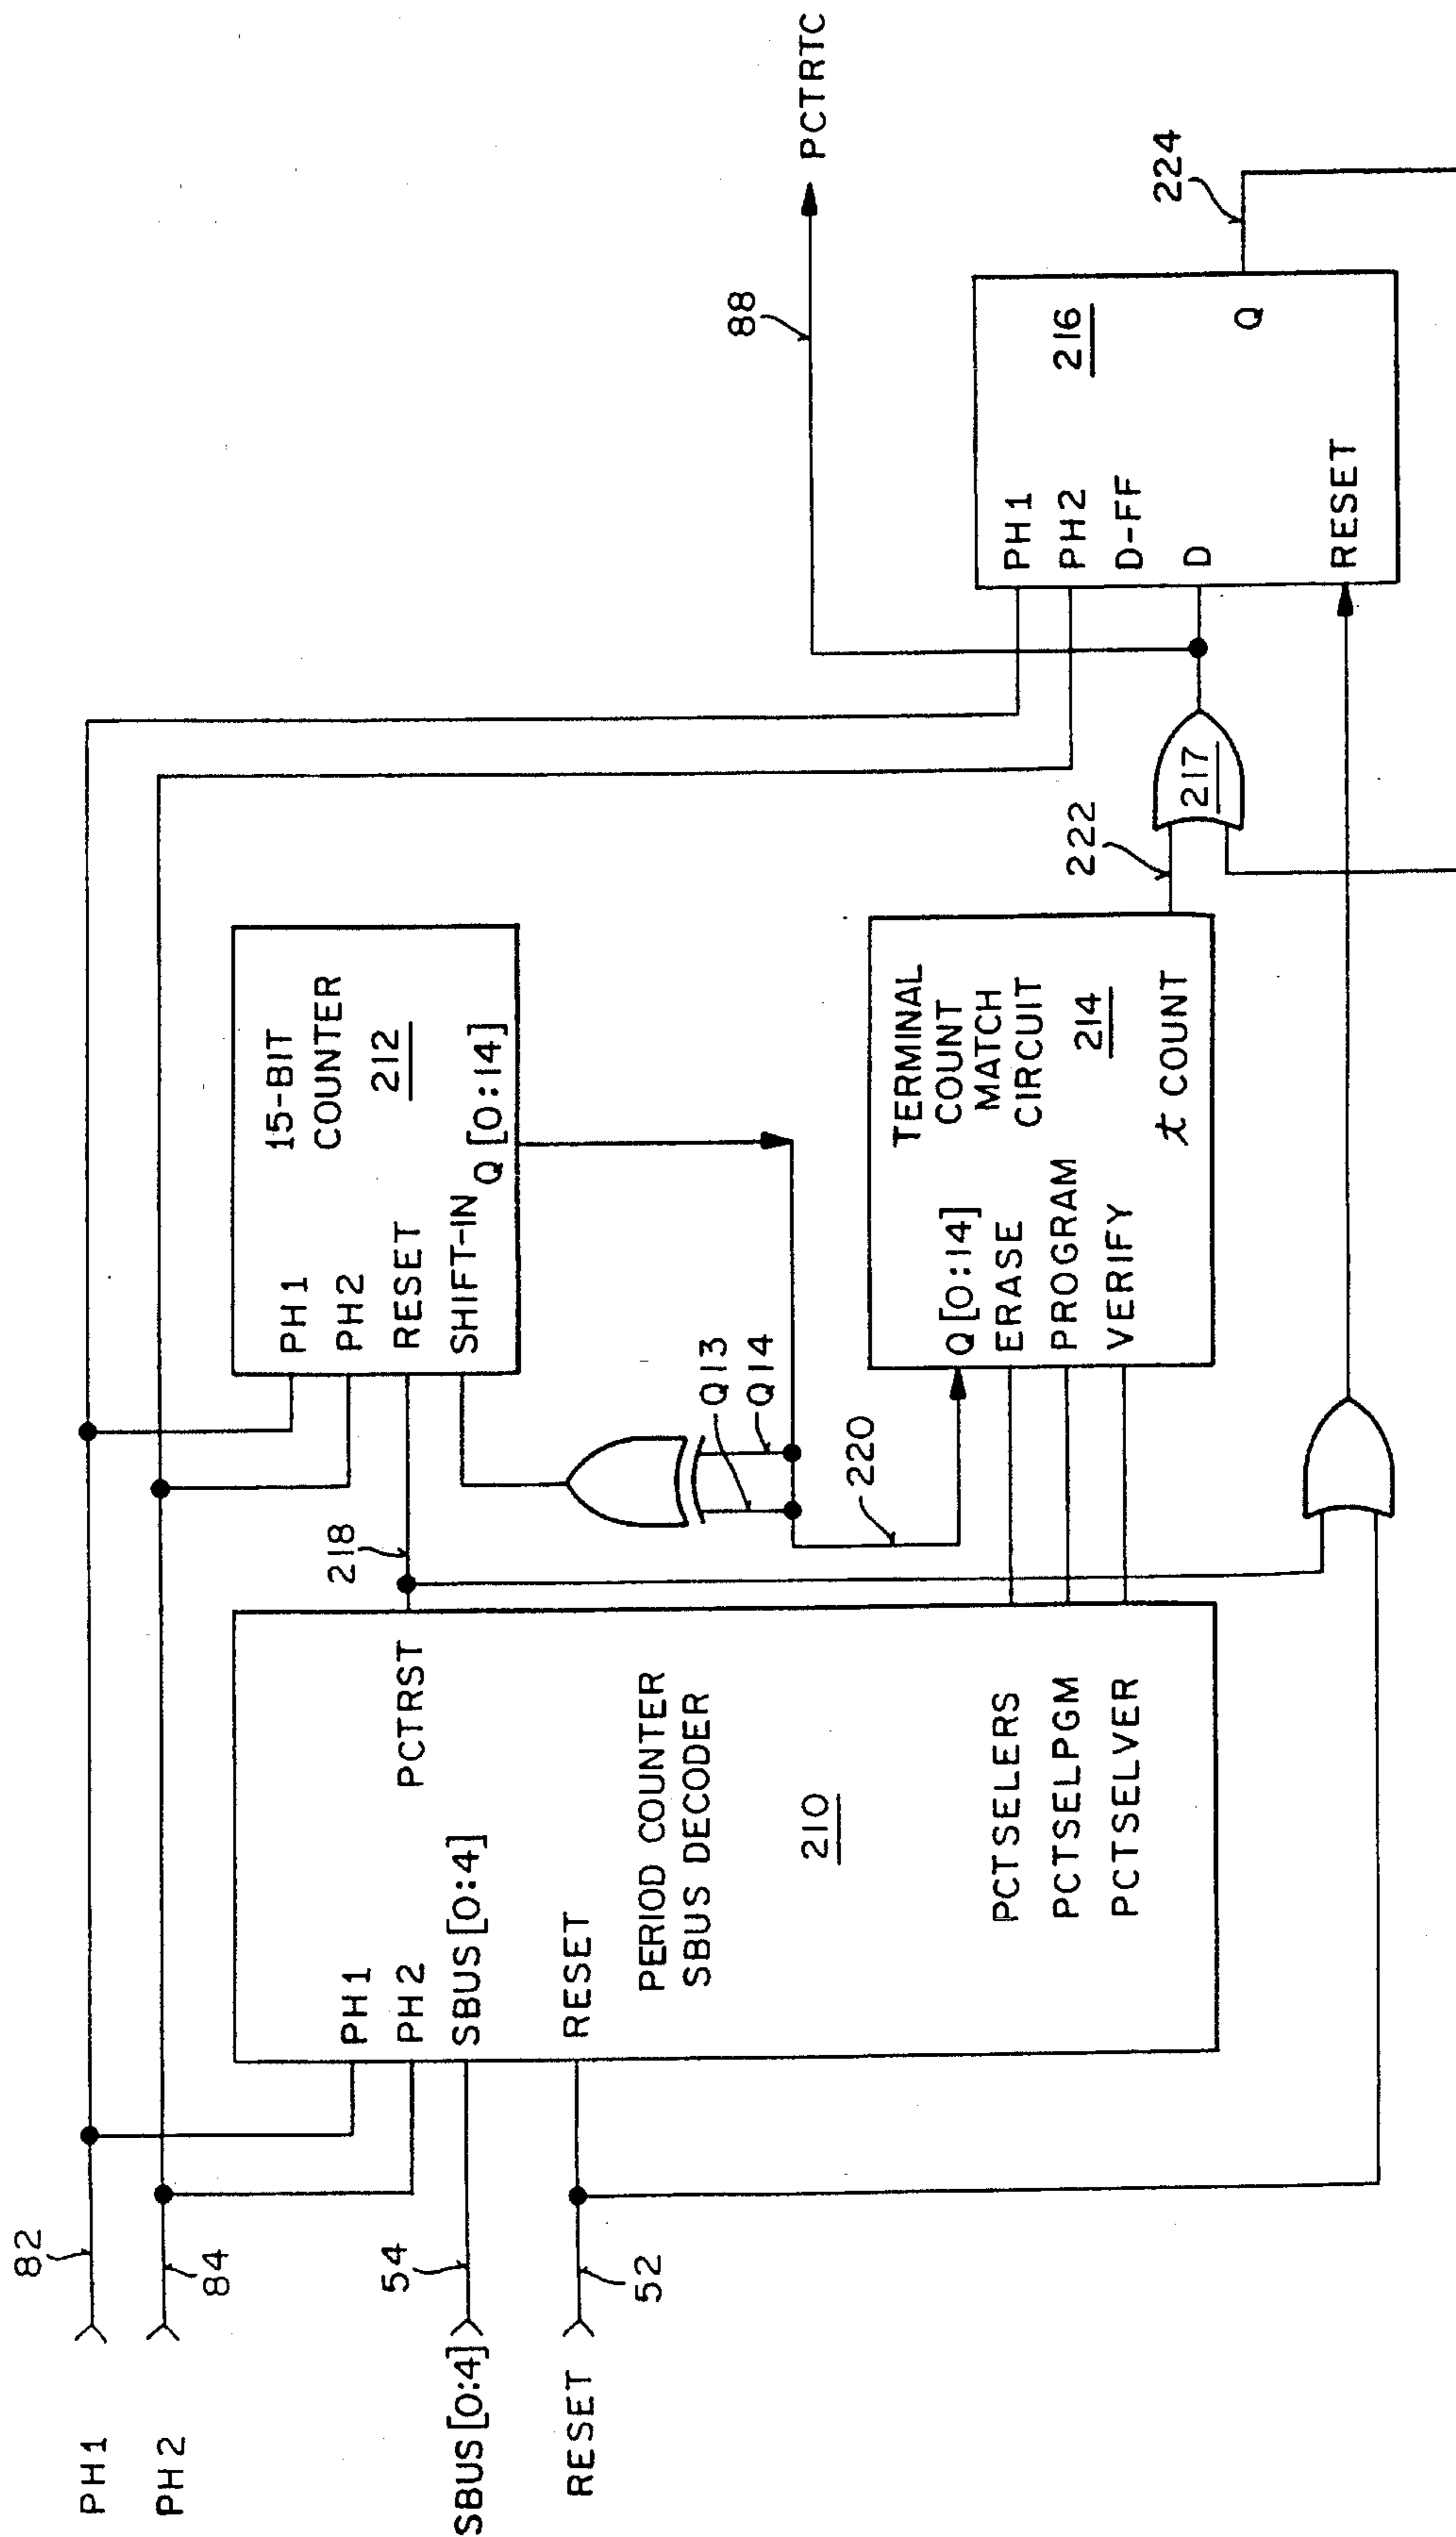 PH1
PH2
SBUS[0:4]
RESET
82
84
54
52
PH1
PH2
SBUS[0:4]
RESET
PCTRST
PERIOD COUNTER
SBUS DECODER
210
PCTSELERS
PCTSELPGM
PCTSELVER
218
220
Q13
Q14
PH1
PH2
RESET
SHIFT-IN
15-BIT
COUNTER
212
Q [0:14]
Q [0:14]
ERASE
PROGRAM
VERIFY
TERMINAL
COUNT
MATCH
CIRCUIT
214
t COUNT
222
217
PH1
PH2
D-FF
D
RESET
216
Q
224
88
PCTRTC